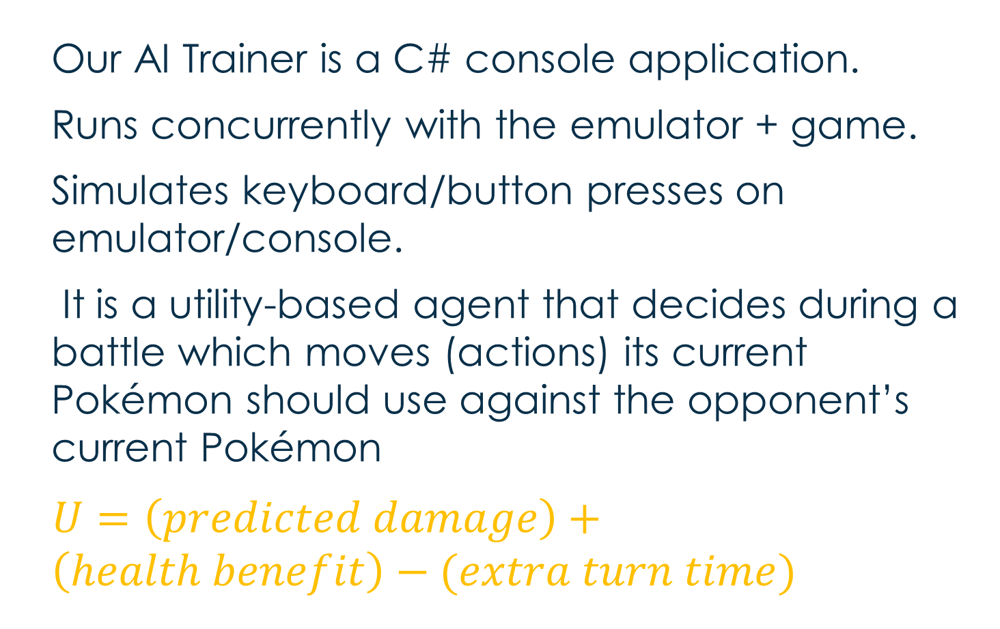 Our AI Trainer is a C# console application.
Runs concurrently with the emulator + game.
Simulates keyboard/button presses on
emulator/console.
It is a utility-based agent that decides during a
battle which moves (actions) its current
Pokémon should use against the opponent’s
current Pokémon
U = (predicted damage) +
(health benefit) − (extra turn time)